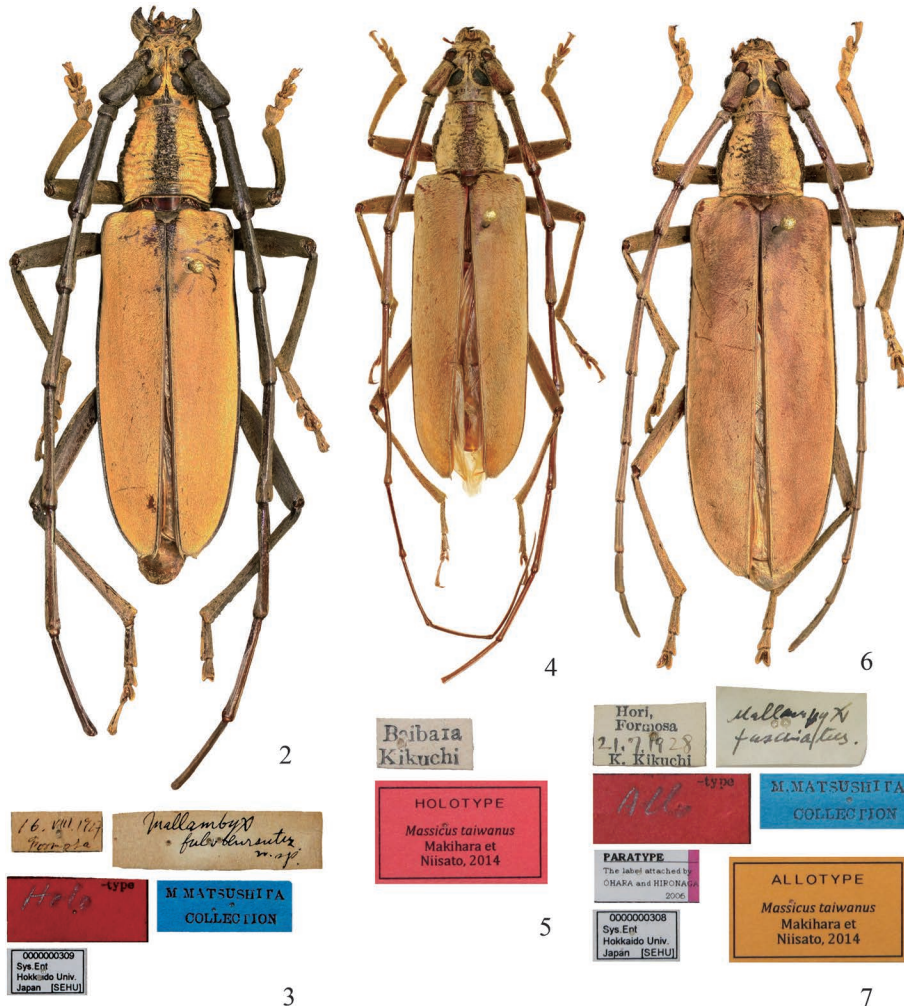 2
4
6
16. VIII. 1927
Formosa
Mallambyx
n. sp.
Holo -type
M. MATSUSHITA
COLLECTION
0000000309
Sys.Ent
Hokkaido Univ.
Japan [SEHU]
3
Baibara
Kikuchi
HOLOTYPE
Massicus taiwanus
Makihara et
Niisato, 2014
5
Hori,
Formosa
21.7.1928
K. Kikuchi
Mallambyx
Allo -type
M. MATSUSHITA
COLLECTION
PARATYPE
The label attached by
OHARA and HIRONAGA
2006
0000000308
Sys.Ent
Hokkaido Univ.
Japan [SEHU]
ALLOTYPE
Massicus taiwanus
Makihara et
Niisato, 2014
7